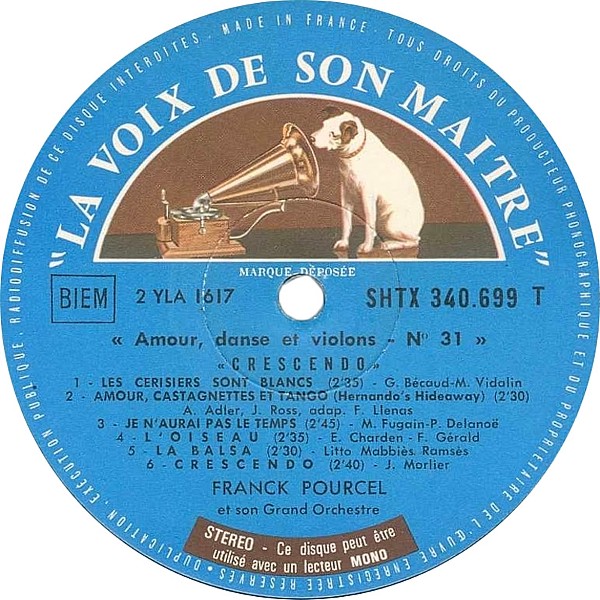 DUPLICATION, EXÉCUTION PUBLIQUE, RADIODIFFUSION DE CE DISQUE INTERDITES - MADE IN FRANCE - TOUS DROITS DU PRODUCTEUR PHONOGRAPHIQUE ET DU PROPRIETAIRE DE L'ŒUVRE ENREGISTRÉE RÉSERVÉS
"LA VOIX DE SON MAITRE"
MARQUE DÉPOSÉE
BIEM 2 YLA 1617 SHTX 340.699 T
« Amour, danse et violons - N° 31 »
« CRESCENDO »
1 - LES CERISIERS SONT BLANCS (2'35) - G. Bécaud-M. Vidalin
2 - AMOUR, CASTAGNETTES ET TANGO (Hernando's Hideaway) (2'30)
A. Adler, J. Ross, adap. F. Llenas
3 - JE N'AURAI PAS LE TEMPS (2'45) - M. Fugain-P. Delanoë
4 - L'OISEAU (2'35) - E. Charden - F. Gérald
5 - LA BALSA (2'30) - Litto Mabbiès Ramsès
6 - CRESCENDO (2'40) - J. Morlier
FRANCK POURCEL
et son Grand Orchestre
STEREO - Ce disque peut être
utilisé avec un lecteur MONO